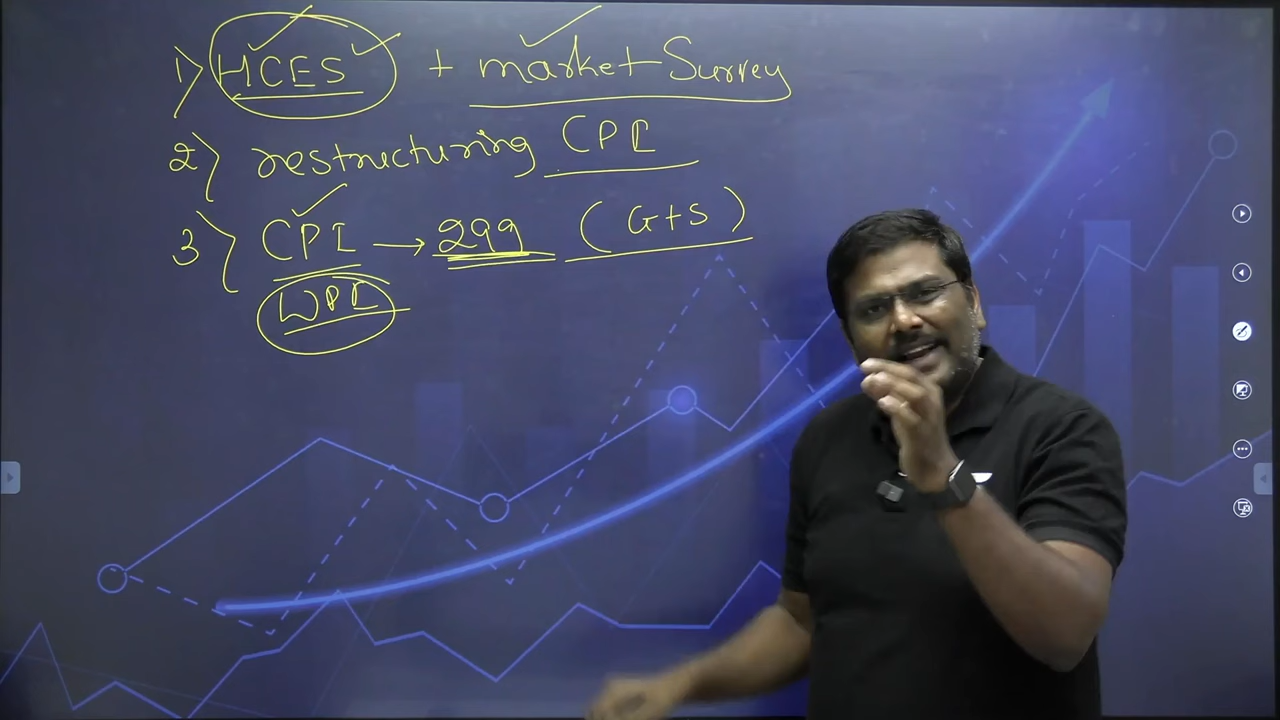 1) HCES + market Survey
2) restructuring CPI
3) CPI → 299 (G+S)
WPI